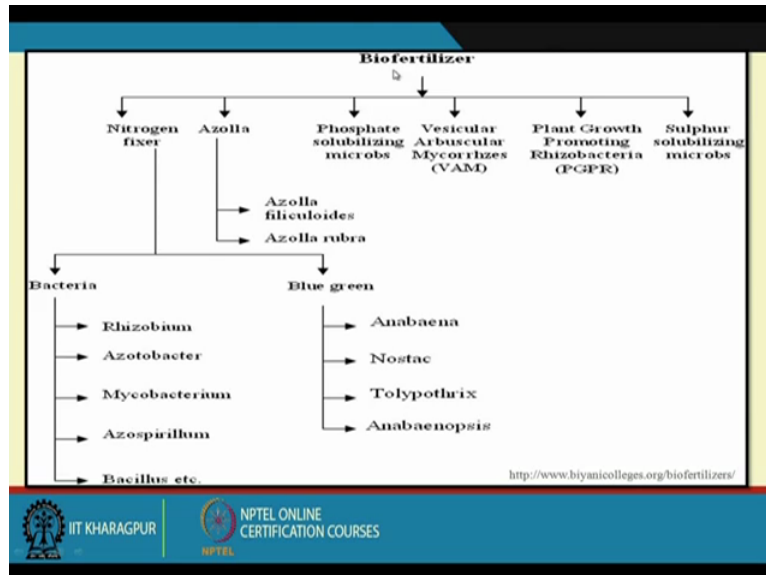 Biofertilizer
Nitrogen fixer
Azolla
Phosphate solubilizing microbs
Vesicular Arbuscular Mycorrhzes (VAM)
Plant Growth Promoting Rhizobacteria (PGPR)
Sulphur solubilizing microbs
Azolla filiculoides
Azolla rubra
Bacteria
Blue green
Rhizobium
Azotobacter
Mycobacterium
Azospirillum
Bacillus etc.
Anabaena
Nostac
Tolypothrix
Anabaenopsis
http://www.biyanicolleges.org/biofertilizers/
IIT KHARAGPUR
NPTEL
NPTEL ONLINE
CERTIFICATION COURSES